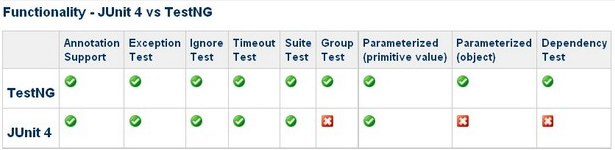 Functionality - JUnit 4 vs TestNG
Annotation Support
Exception Test
Ignore Test
Timeout Test
Suite Test
Group Test
Parameterized (primitive value)
Parameterized (object)
Dependency Test
TestNG
JUnit 4